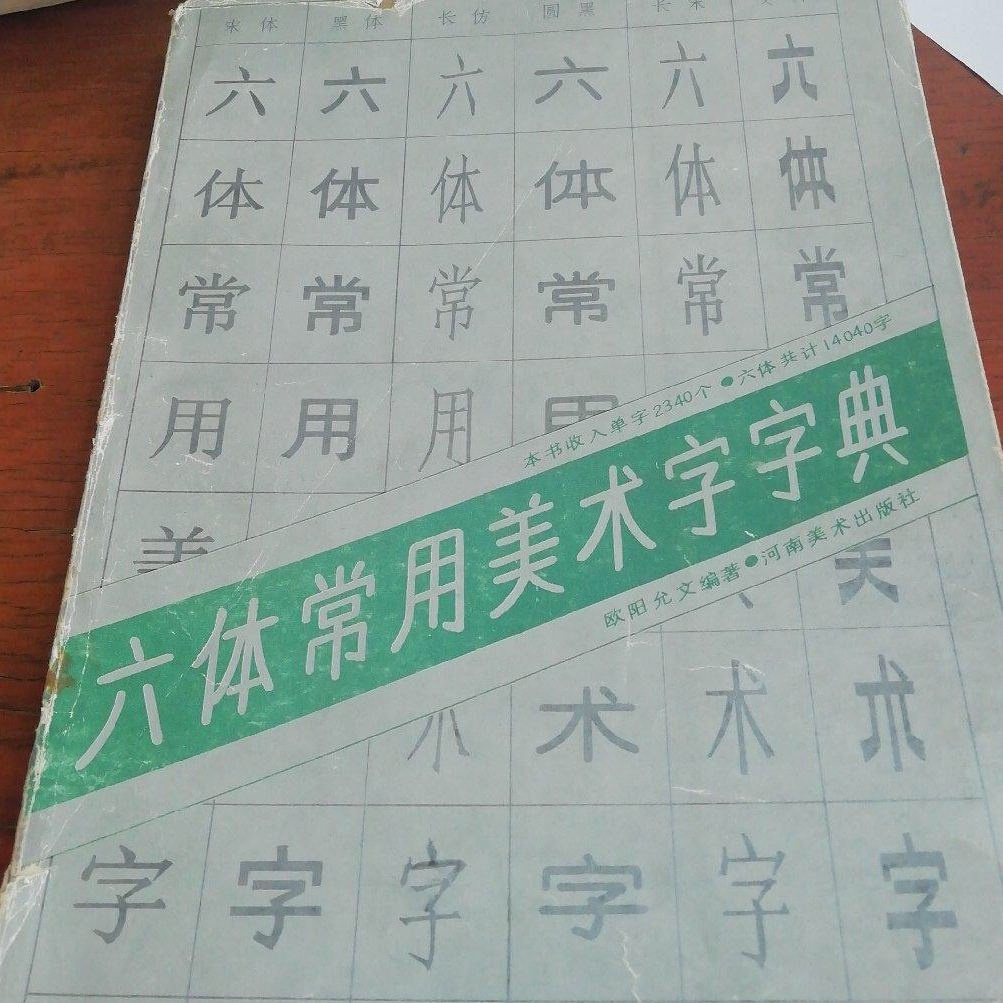 宋体 黑体 长仿 圆黑 长宋
六 六 六 六 六 六
体 体 体 体 体 体
常 常 常 常 常 常
用 用 用 用
美
本书收入单字2340个●六体共计14040字
六体常用美术字字典
欧阳允文编著●河南美术出版社
美
术 术 术 术
字 字 字 字 字 字